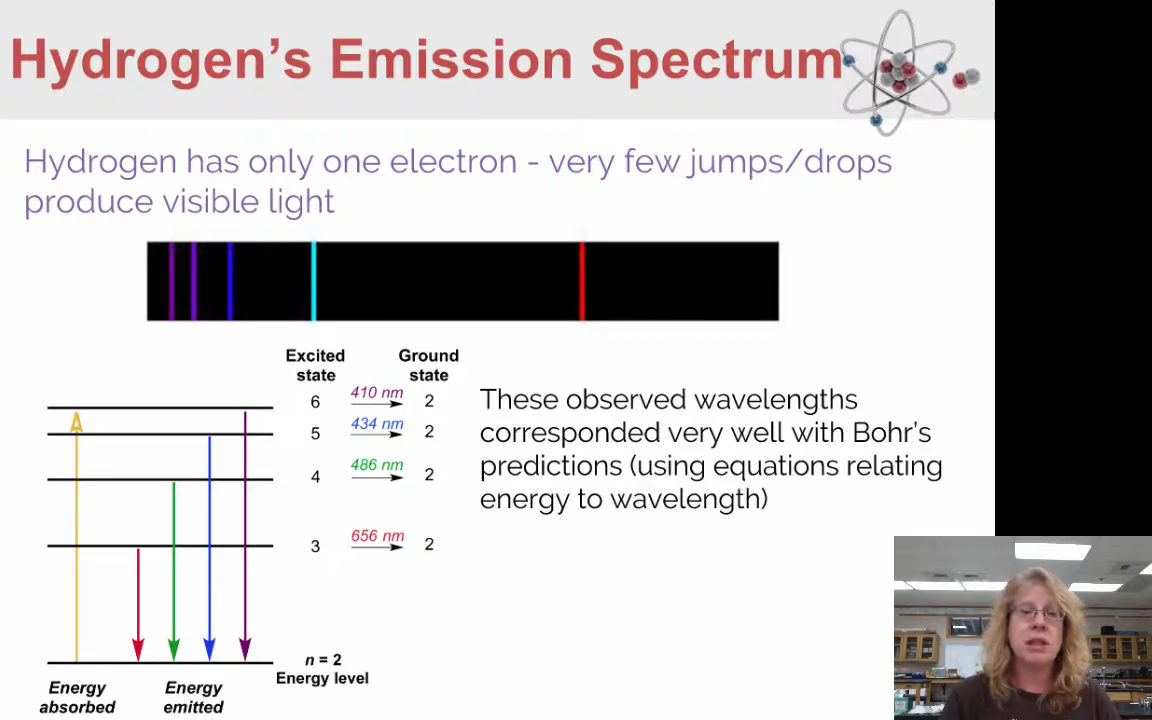 Hydrogen's Emission Spectrum
Hydrogen has only one electron - very few jumps/drops
produce visible light
Excited state
Ground state
6 410 nm 2
5 434 nm 2
4 486 nm 2
3 656 nm 2
n = 2
Energy level
Energy absorbed
Energy emitted
These observed wavelengths
corresponded very well with Bohr's
predictions (using equations relating
energy to wavelength)